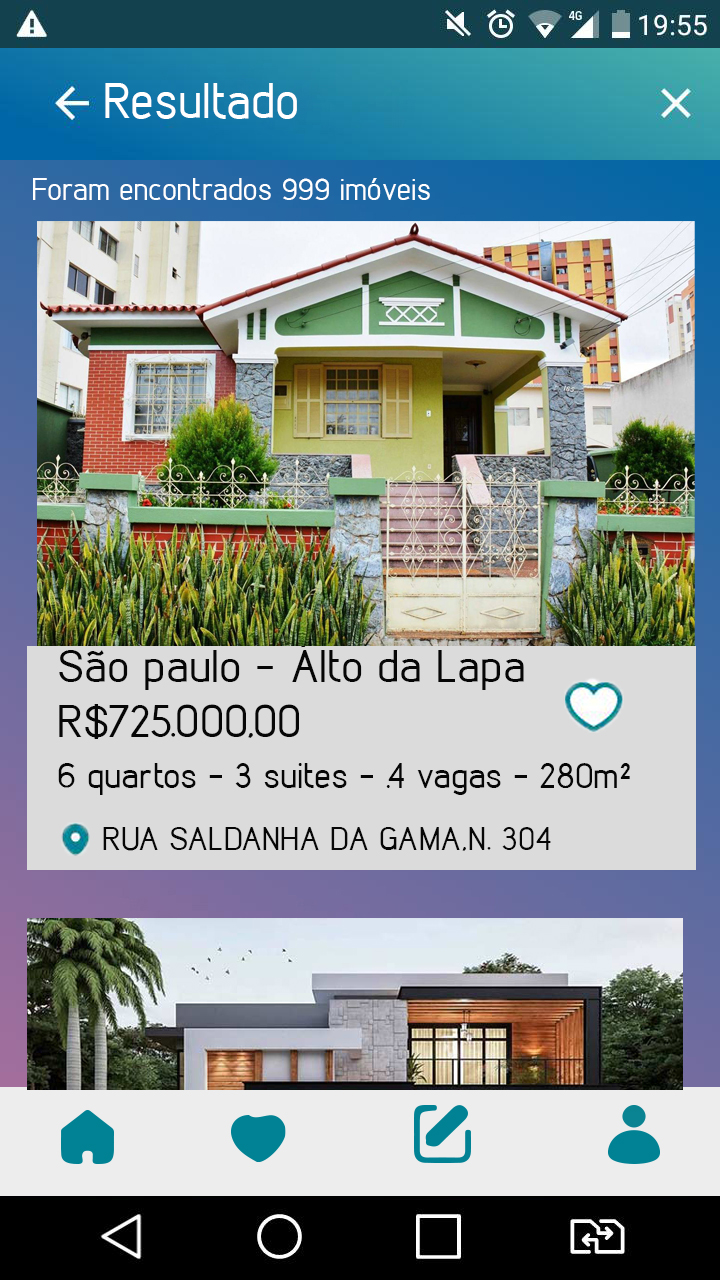 4G 19:55
Resultado
Foram encontrados 999 imóveis
São paulo - Alto da Lapa
R$725.000,00
6 quartos - 3 suites - .4 vagas - 280m²
RUA SALDANHA DA GAMA,N. 304